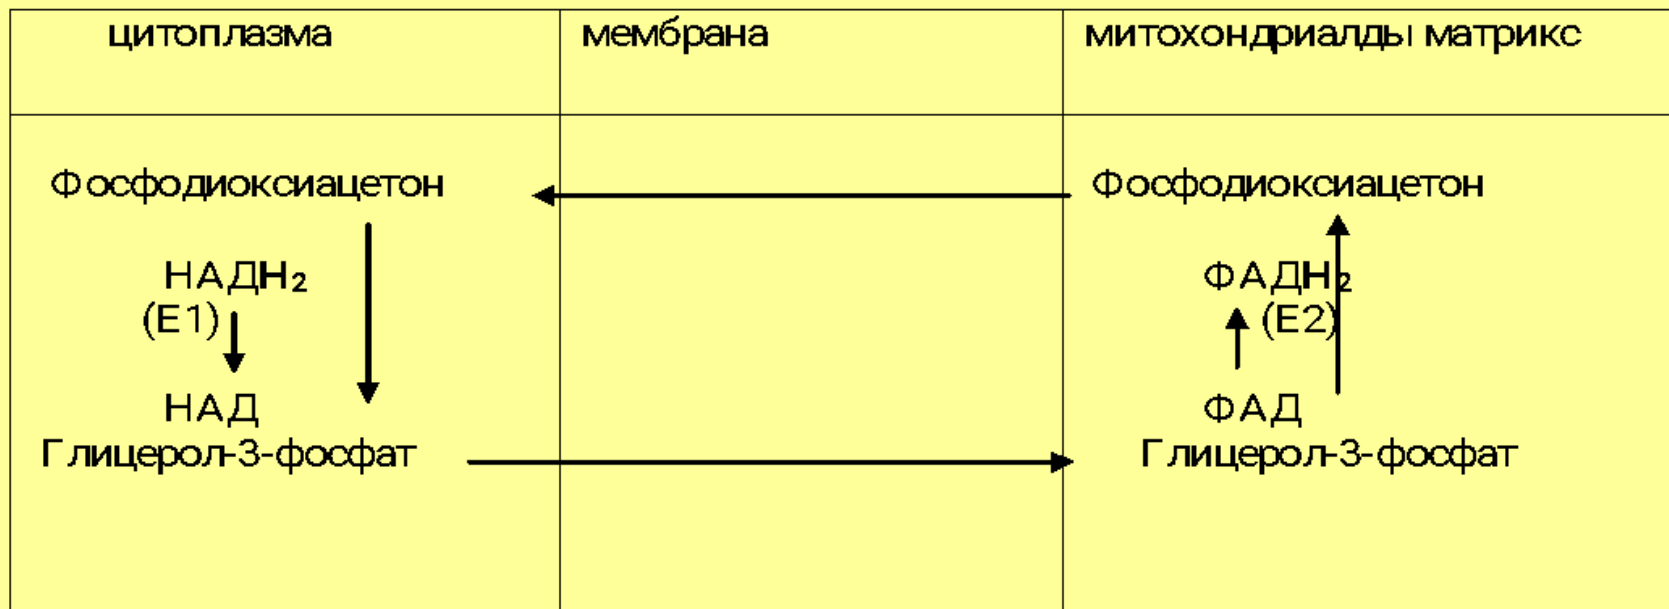 цитоплазма
мембрана
митохондриалды матрикс
Фосфодиоксиацетон
Фосфодиоксиацетон
НАДН₂
(Е1)
НАД
Глицерол-3-фосфат
ФАДН₂
(Е2)
ФАД
Глицерол-3-фосфат